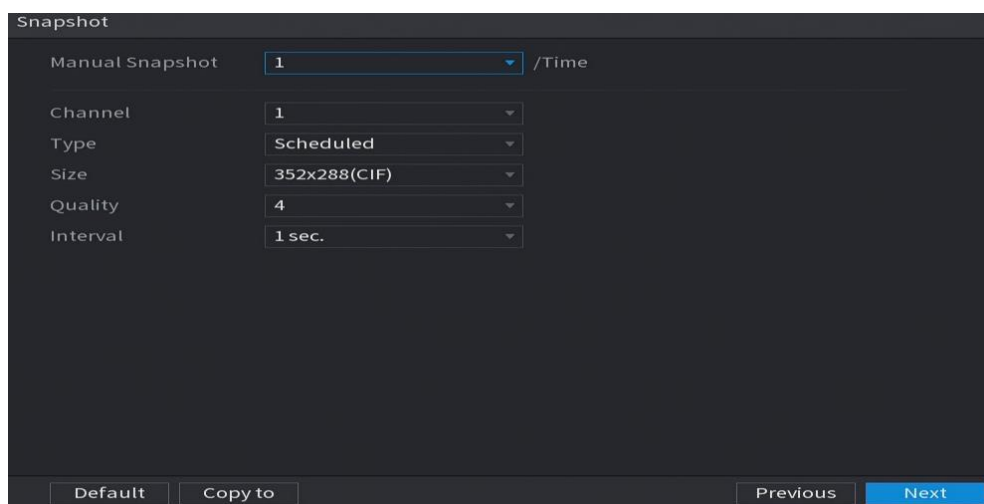 Snapshot
Manual Snapshot 1 /Time
Channel 1
Type Scheduled
Size 352x288(CIF)
Quality 4
Interval 1 sec.
Default Copy to Previous Next